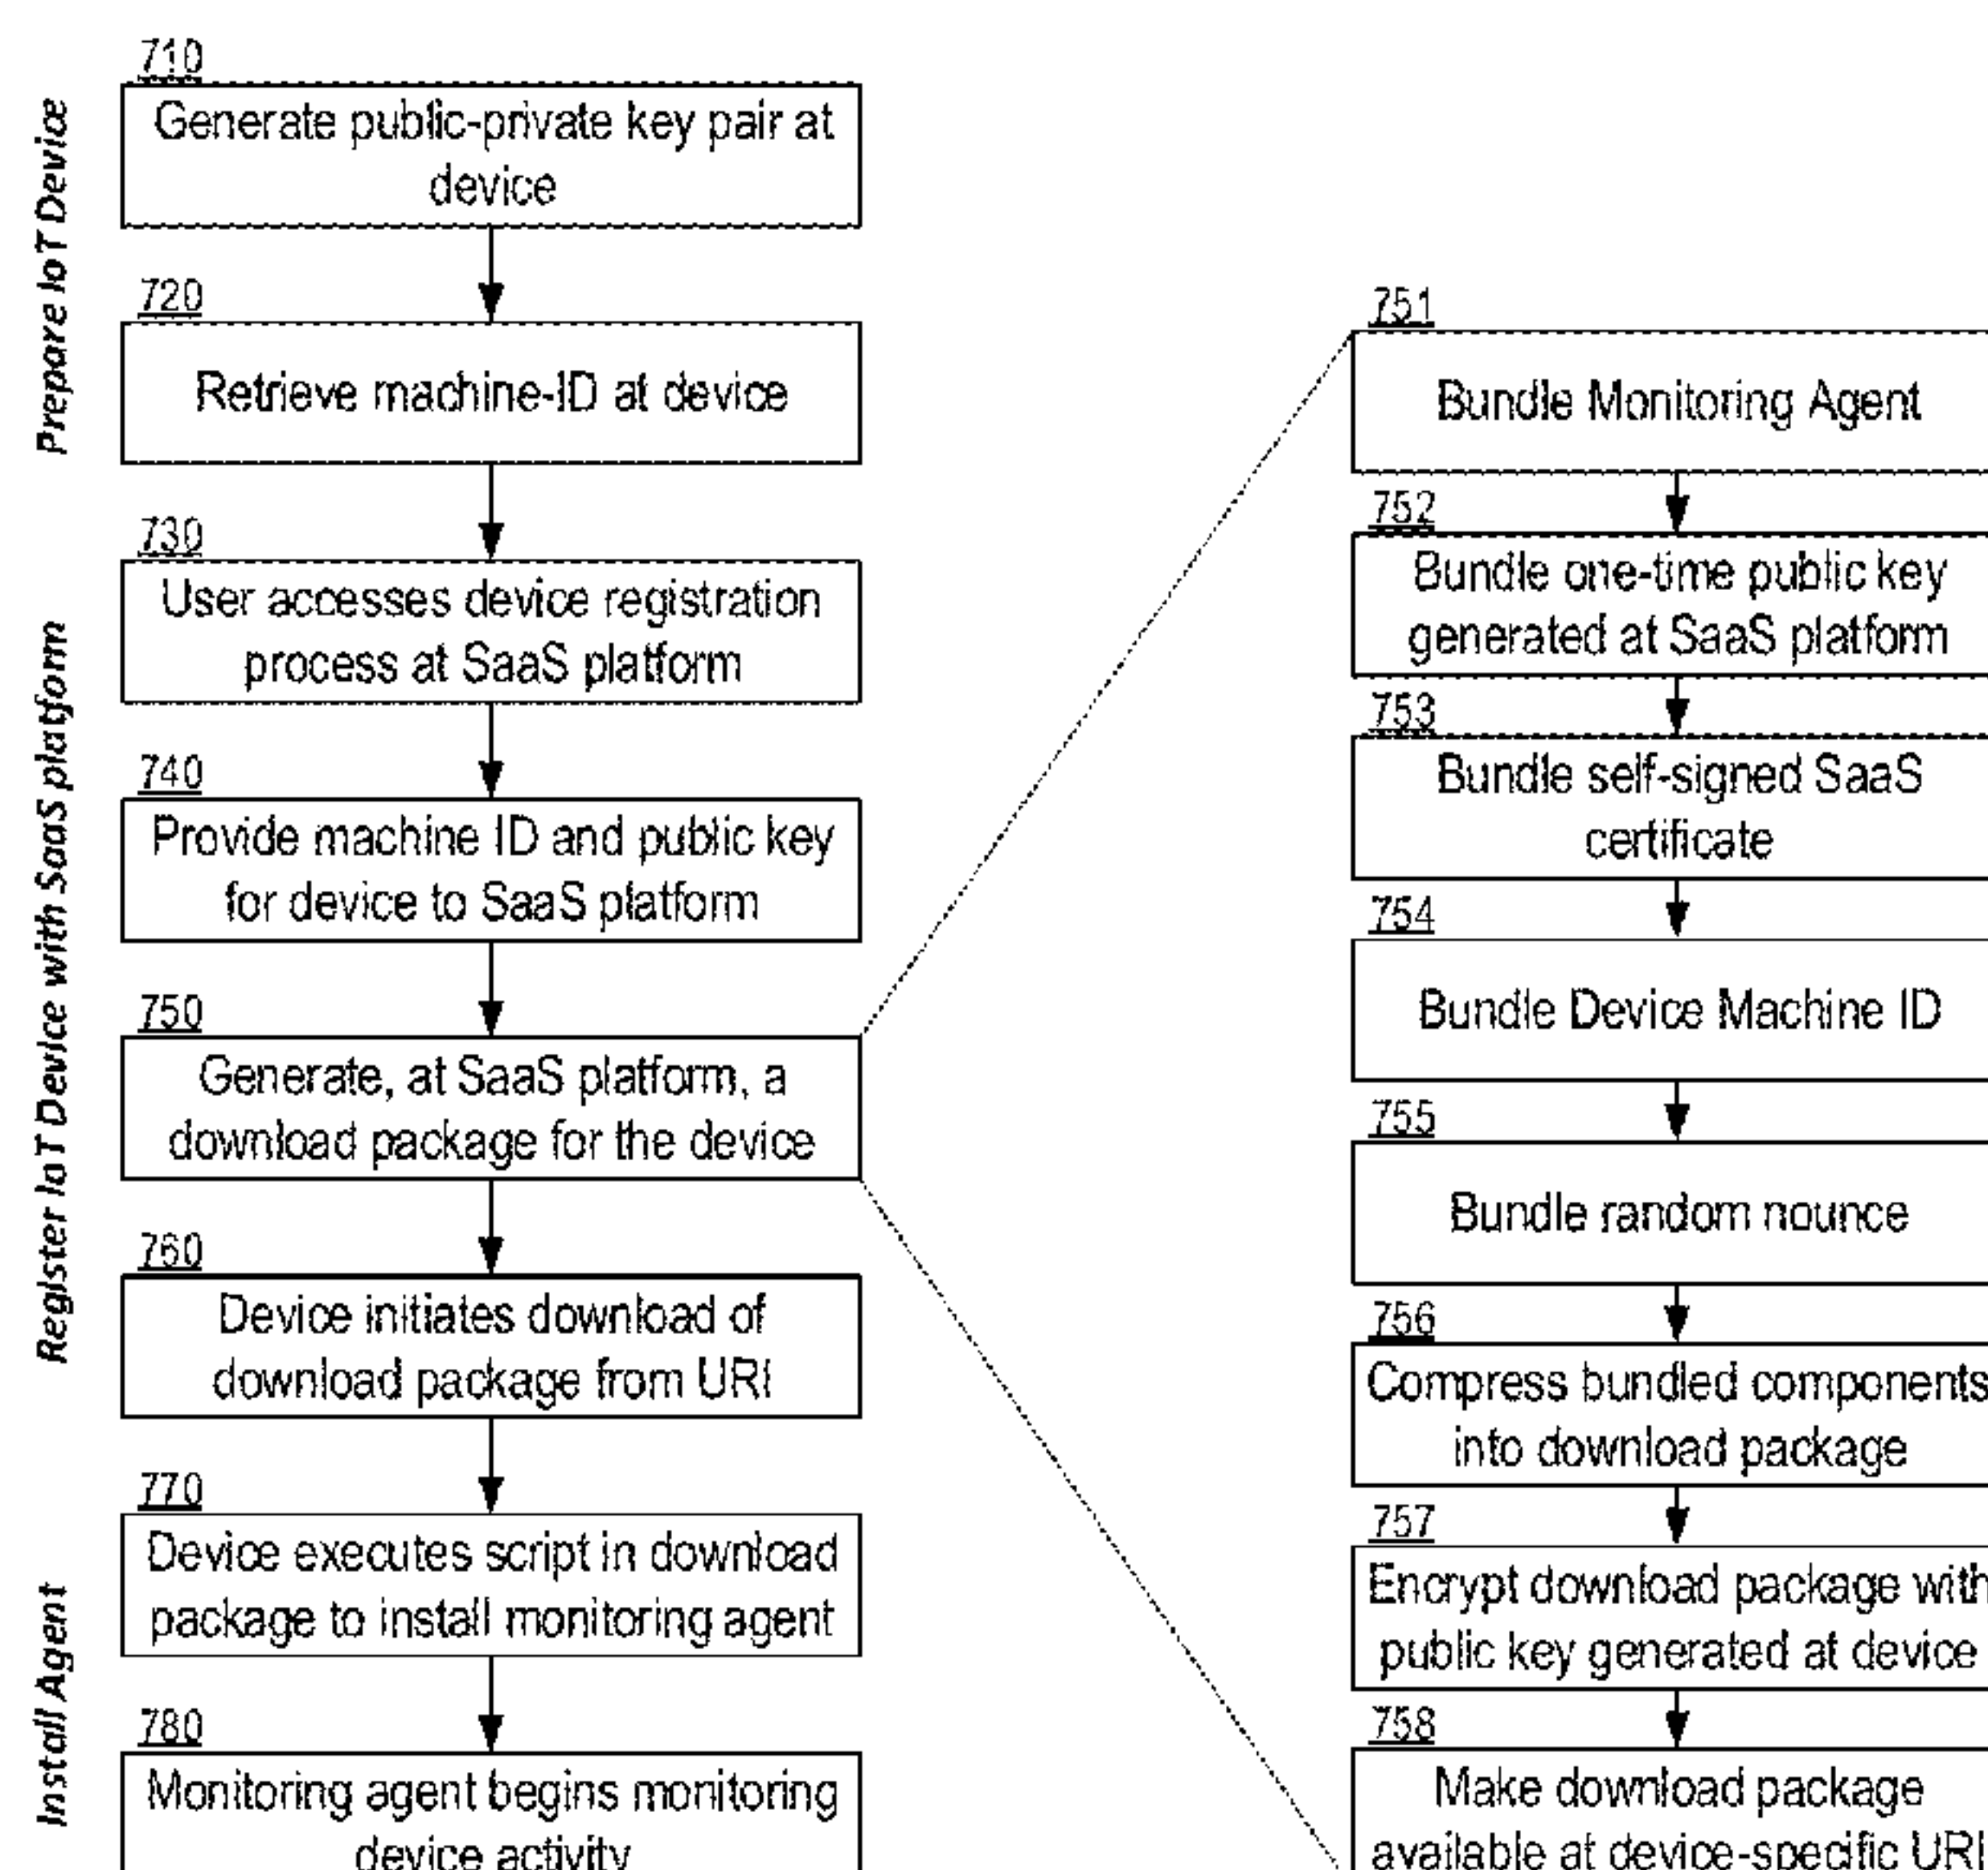 Prepare IoT Device
710
Generate public-private key pair at
device
720
Retrieve machine-ID at device
Register IoT Device with SaaS platform
730
User accesses device registration
process at SaaS platform
740
Provide machine ID and public key
for device to SaaS platform
750
Generate, at SaaS platform, a
download package for the device
760
Device initiates download of
download package from URI
Install Agent
770
Device executes script in download
package to install monitoring agent
780
Monitoring agent begins monitoring
device activity
751
Bundle Monitoring Agent
752
Bundle one-time public key
generated at SaaS platform
753
Bundle self-signed SaaS
certificate
754
Bundle Device Machine ID
755
Bundle random nounce
756
Compress bundled components
into download package
757
Encrypt download package with
public key generated at device
758
Make download package
available at device-specific URI